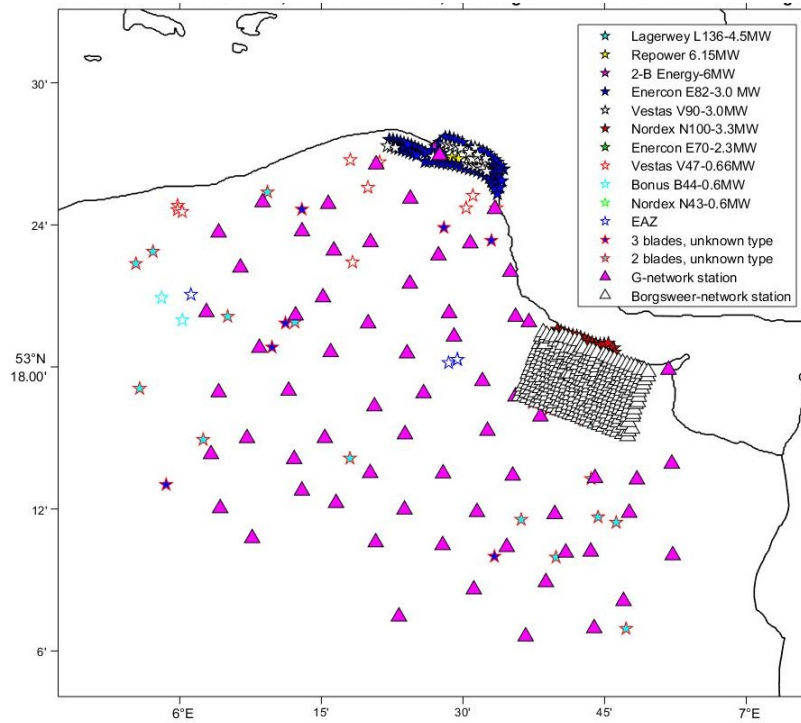 30'
24'
53°N
18.00'
12'
6'
6°E
15'
30'
45'
7°E
Lagerwey L136-4.5MW
Repower 6.15MW
2-B Energy-6MW
Enercon E82-3.0 MW
Vestas V90-3.0MW
Nordex N100-3.3MW
Enercon E70-2.3MW
Vestas V47-0.66MW
Bonus B44-0.6MW
Nordex N43-0.6MW
EAZ
3 blades, unknown type
2 blades, unknown type
G-network station
Borgsweer-network station